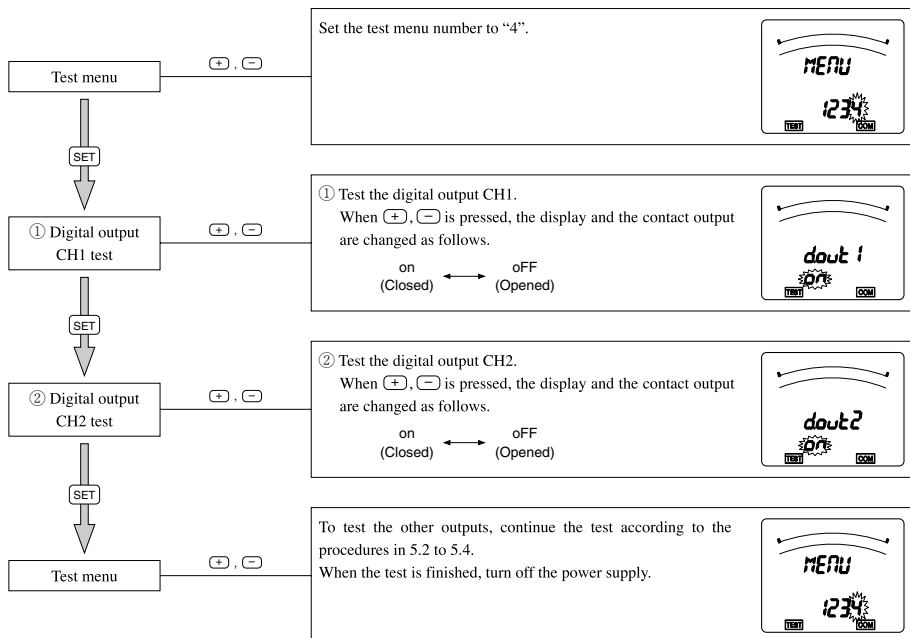 Test menu
+ , −
Set the test menu number to “4”.
MENU
1234
TEST COM
SET
① Digital output
CH1 test
+ , −
① Test the digital output CH1.
When + , − is pressed, the display and the contact output
are changed as follows.
on ⟷ oFF
(Closed) (Opened)
d.out 1
on
TEST COM
SET
② Digital output
CH2 test
+ , −
② Test the digital output CH2.
When + , − is pressed, the display and the contact output
are changed as follows.
on ⟷ oFF
(Closed) (Opened)
d.out2
on
TEST COM
SET
Test menu
+ , −
To test the other outputs, continue the test according to the
procedures in 5.2 to 5.4.
When the test is finished, turn off the power supply.
MENU
1234
TEST COM